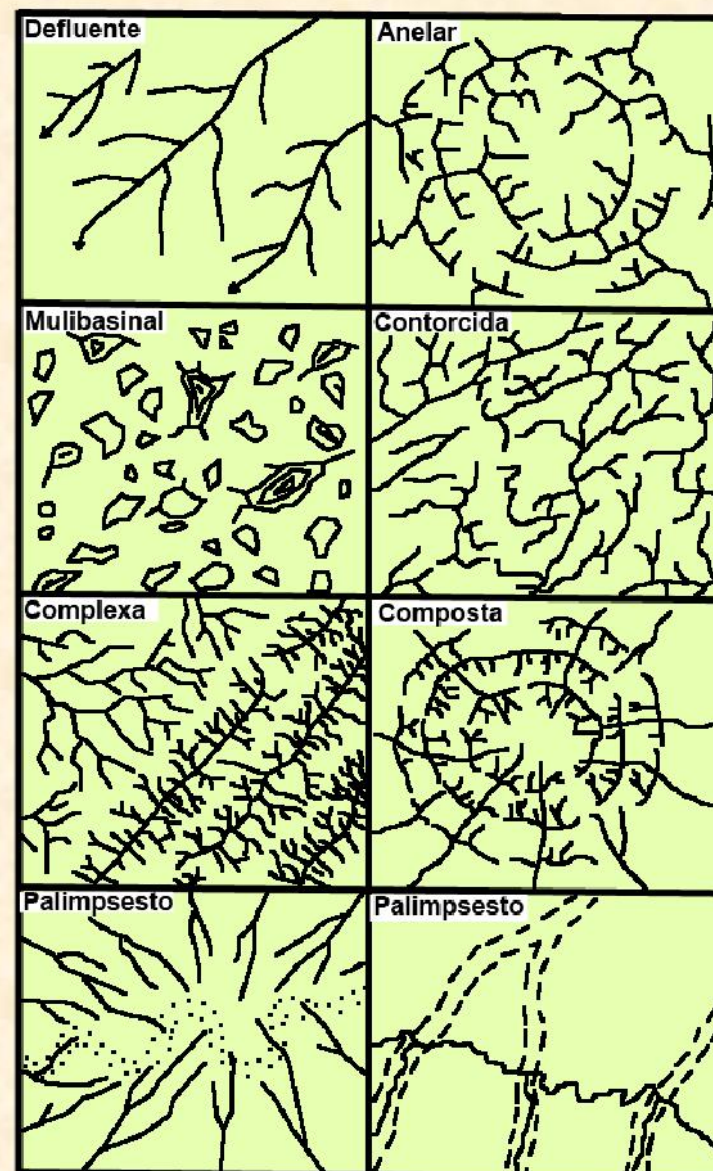 Defluente
Anelar
Mulibasinal
Contorcida
Complexa
Composta
Palimpsesto
Palimpsesto